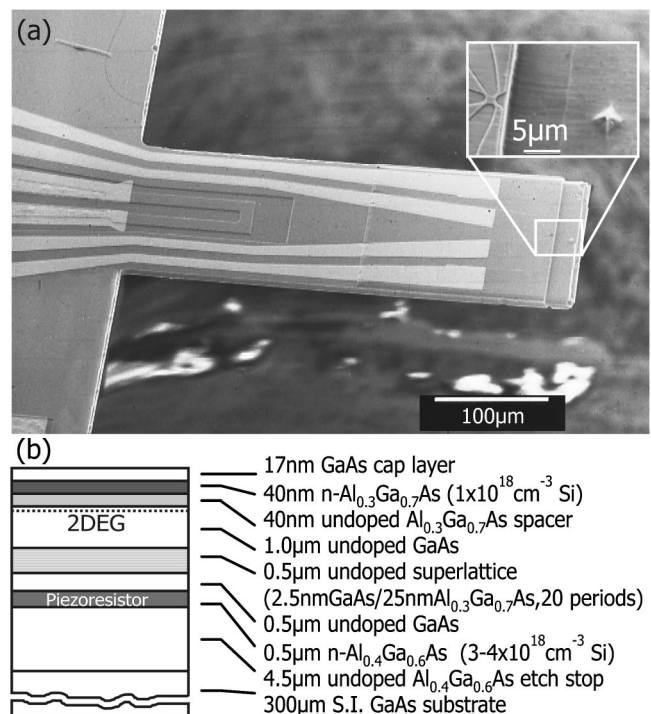 (a)
5μm
100μm
(b)
17nm GaAs cap layer
40nm n-Al0.3Ga0.7As (1x10^18cm^-3 Si)
40nm undoped Al0.3Ga0.7As spacer
2DEG
1.0μm undoped GaAs
0.5μm undoped superlattice
(2.5nmGaAs/25nmAl0.3Ga0.7As,20 periods)
Piezoresistor
0.5μm undoped GaAs
0.5μm n-Al0.4Ga0.6As (3-4x10^18cm^-3 Si)
4.5μm undoped Al0.4Ga0.6As etch stop
300μm S.I. GaAs substrate